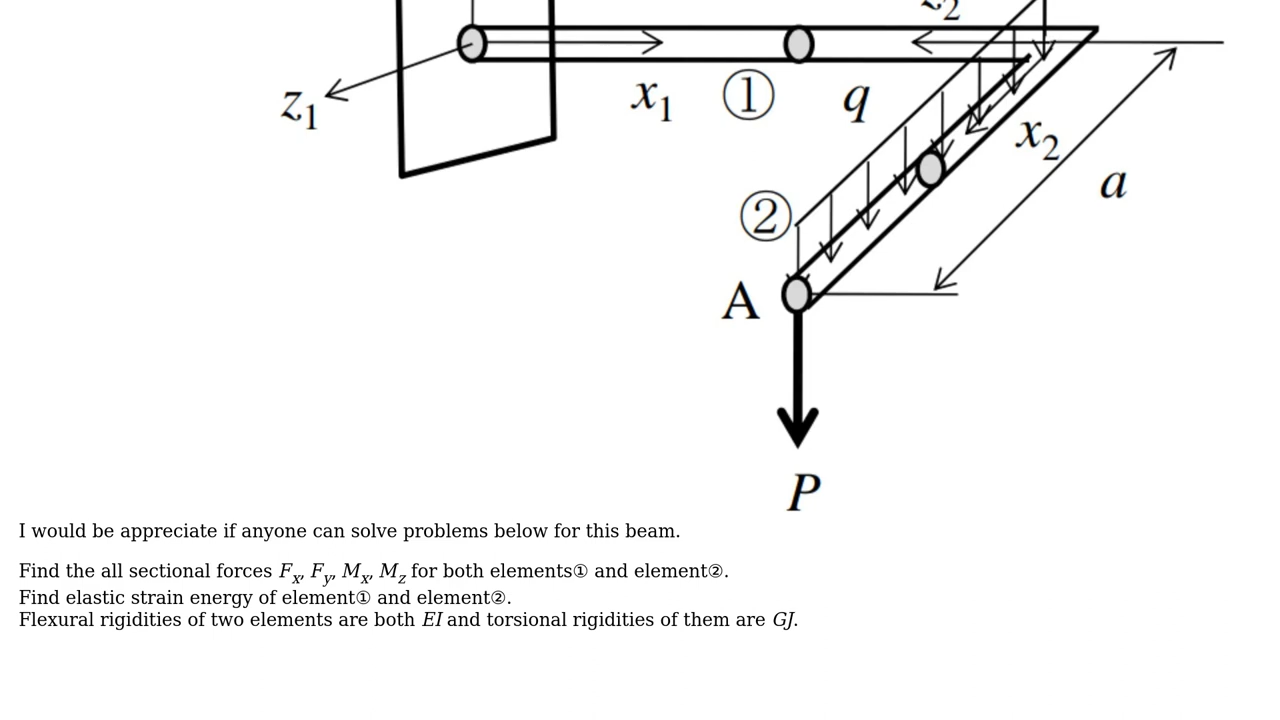 z2
z1
x1
①
q
x2
a
②
A
P
I would be appreciate if anyone can solve problems below for this beam.
Find the all sectional forces Fx, Fy, Mx, Mz for both elements① and element②.
Find elastic strain energy of element① and element②.
Flexural rigidities of two elements are both EI and torsional rigidities of them are GJ.